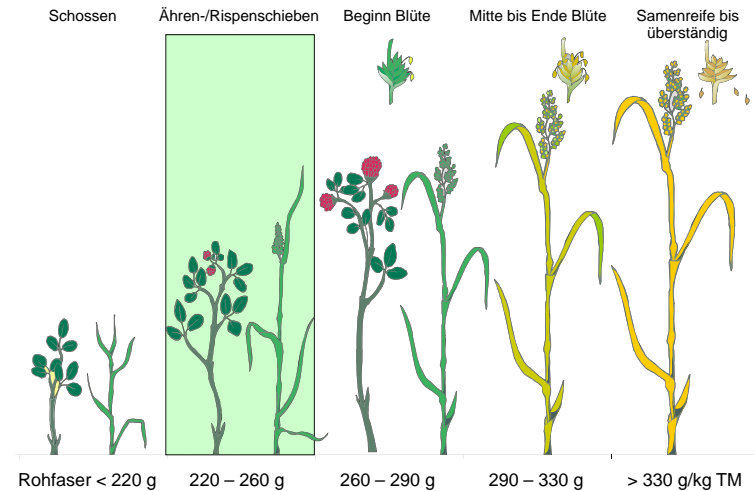 Schossen
Ähren-/Rispenschieben
Beginn Blüte
Mitte bis Ende Blüte
Samenreife bis
überständig
Rohfaser < 220 g
220 – 260 g
260 – 290 g
290 – 330 g
> 330 g/kg TM